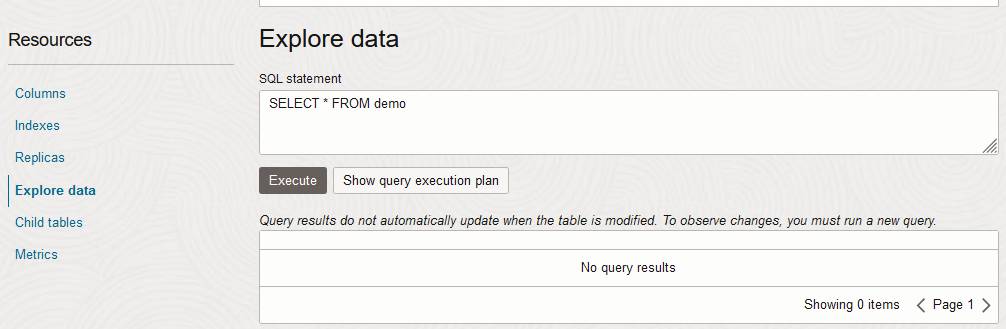 Resources
Columns
Indexes
Replicas
Explore data
Child tables
Metrics
Explore data
SQL statement
SELECT * FROM demo
Execute
Show query execution plan
Query results do not automatically update when the table is modified. To observe changes, you must run a new query.
No query results
Showing 0 items
Page 1